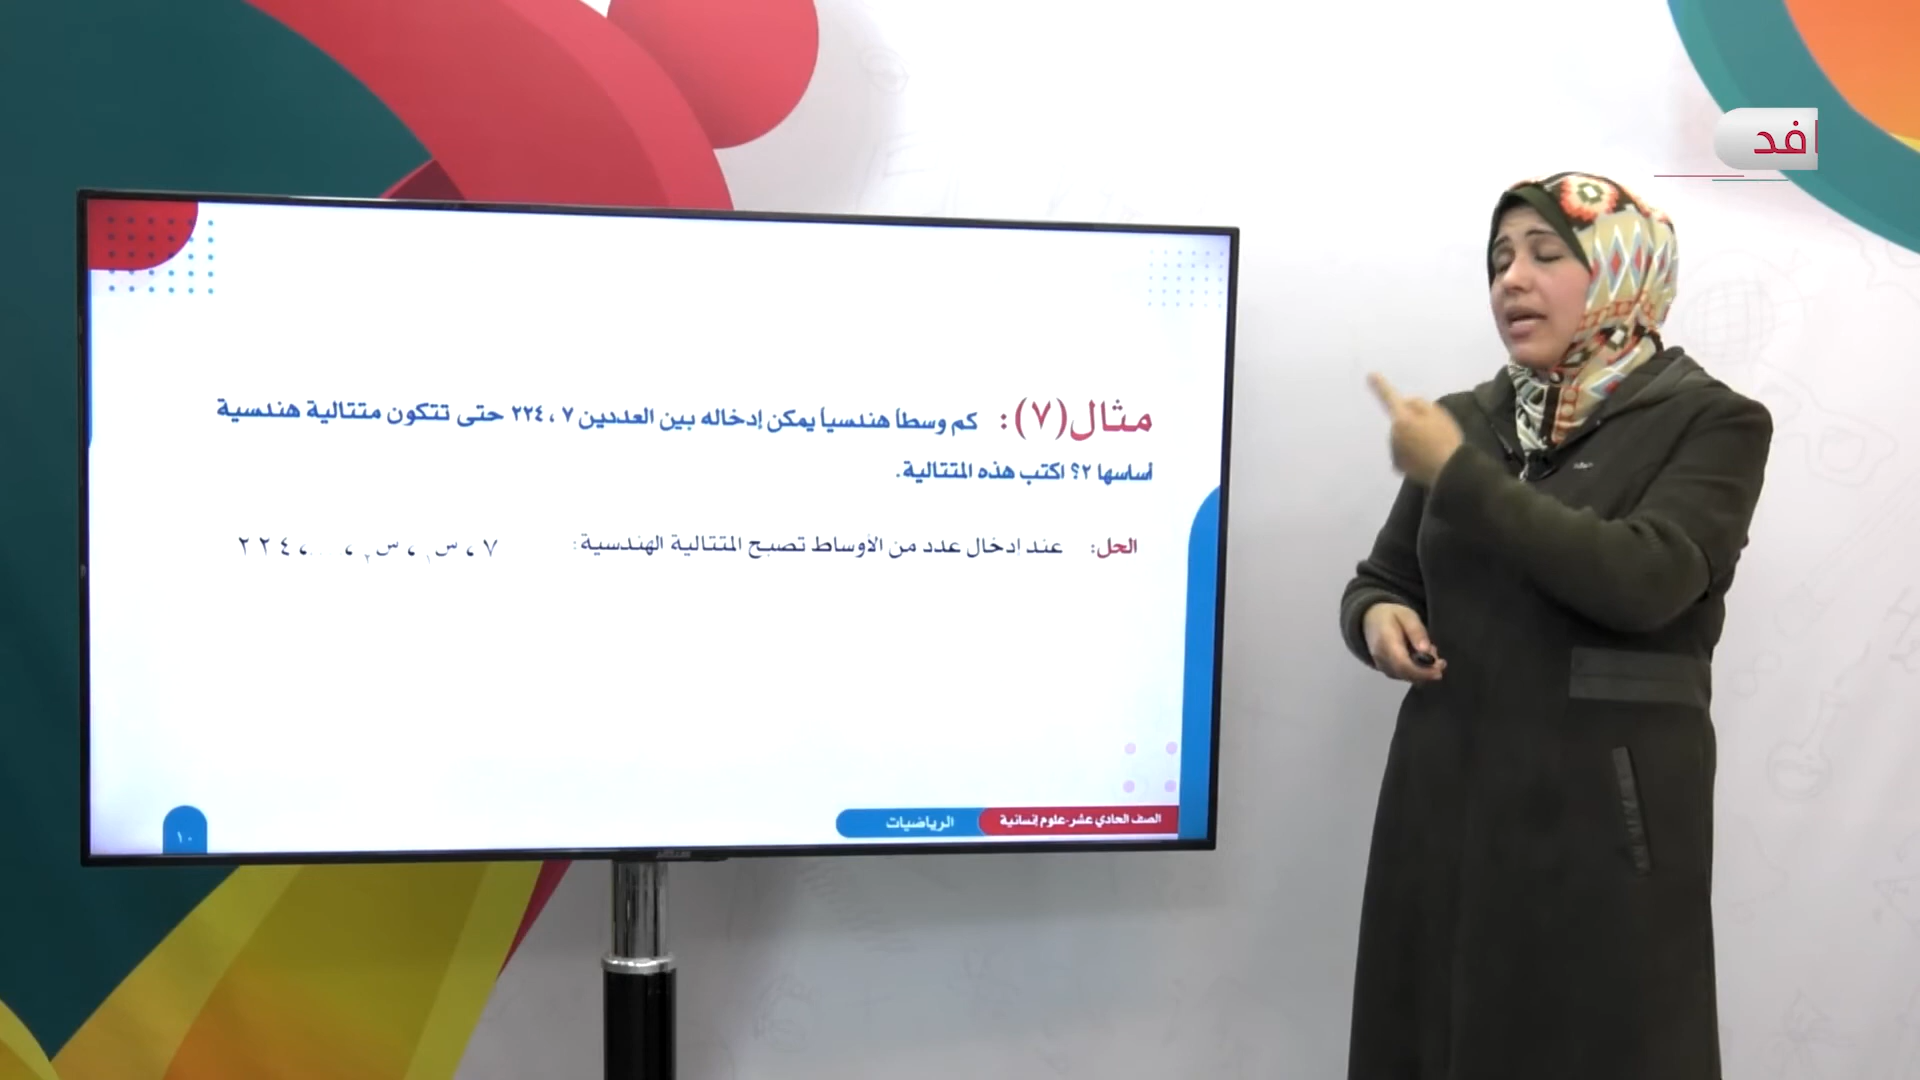 افد
مثال(٧): كم وسطاً هندسياً يمكن إدخاله بين العددين ٧ ، ٢٢٤ حتى تتكون متتالية هندسية
أساسها ٢؟ اكتب هذه المتتالية.
الحل: عند إدخال عدد من الأوساط تصبح المتتالية الهندسية: ٧ ، س١ ، س٢ ، ... ، ٢٢٤
الصف الحادي عشر-علوم إنسانية
الرياضيات
١٠